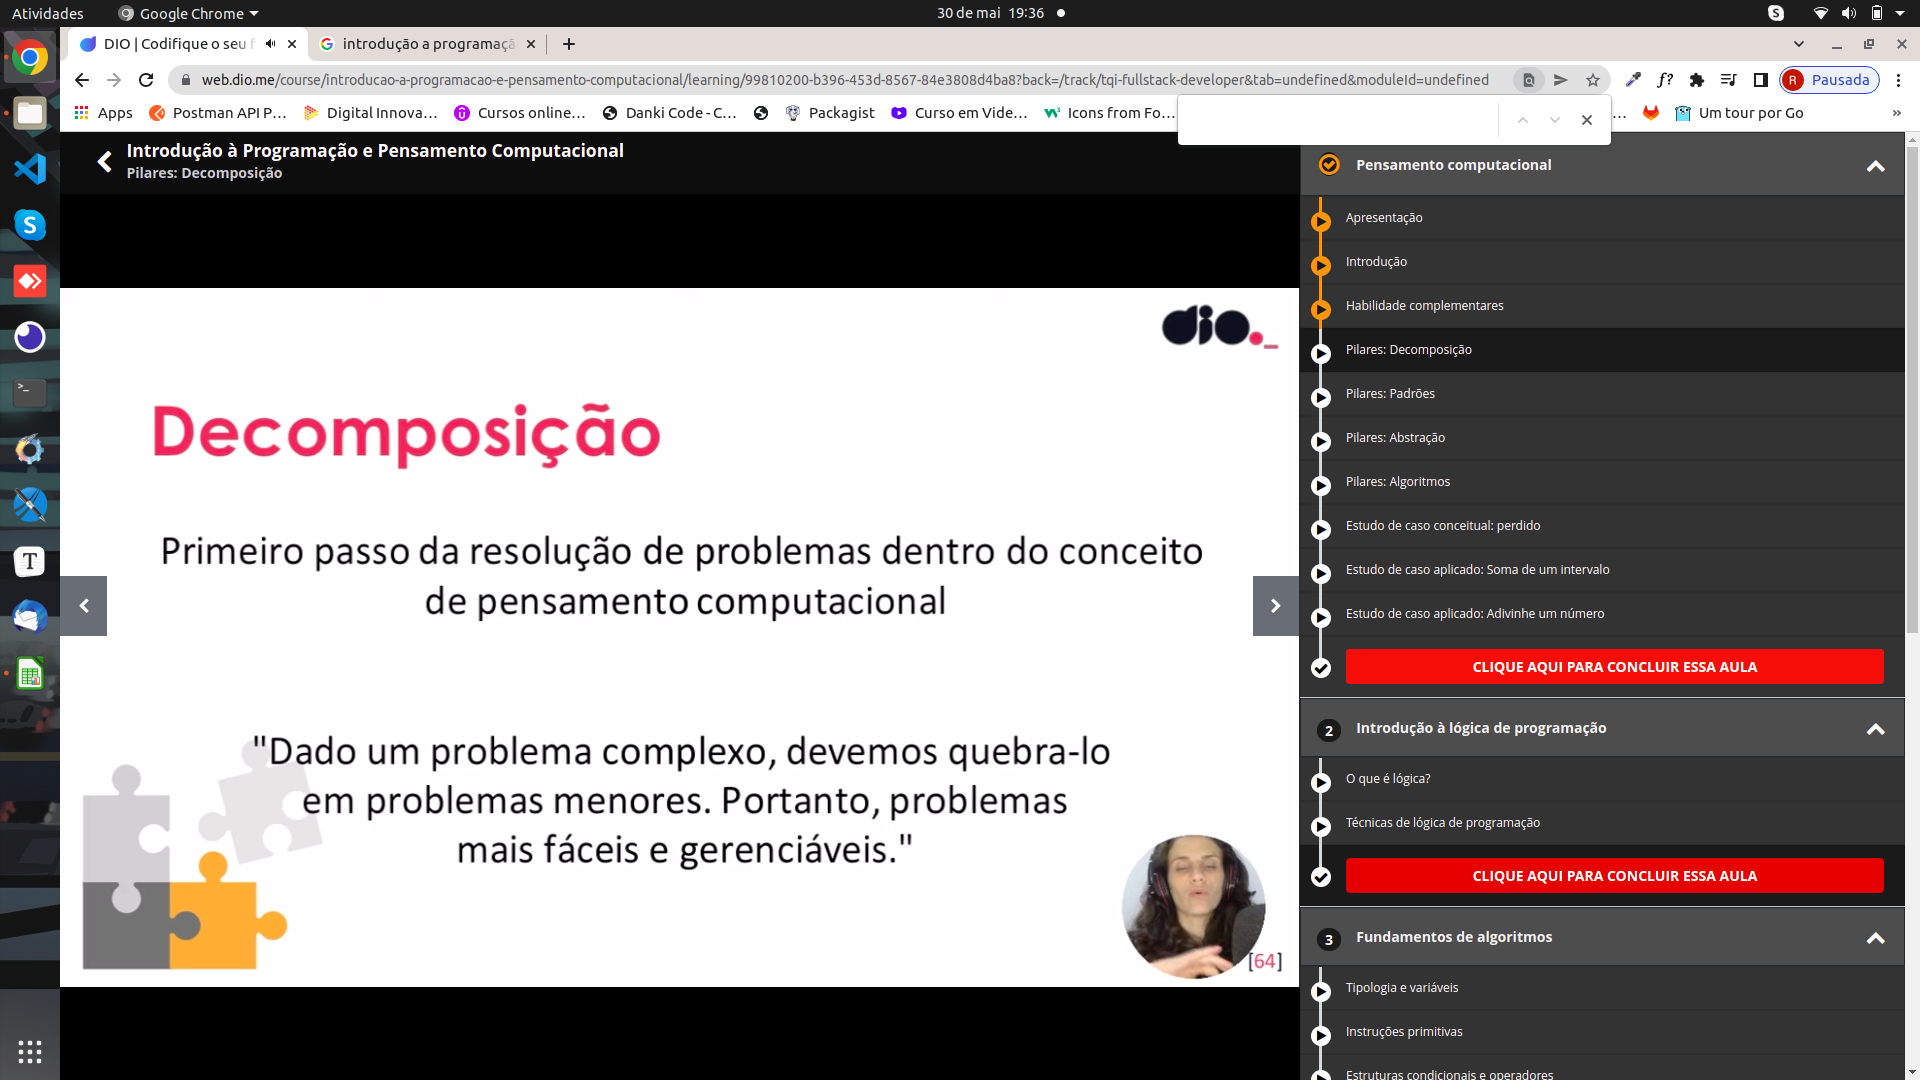 Atividades
Google Chrome
30 de mai 19:36
DIO | Codifique o seu f
introdução a programaçã
web.dio.me/course/introducao-a-programacao-e-pensamento-computacional/learning/99810200-b396-453d-8567-84e3808d4ba8?back=/track/tqi-fullstack-developer&tab=undefined&moduleId=undefined
R Pausada
Apps
Postman API P…
Digital Innova…
Cursos online…
Danki Code - C…
Packagist
Curso em Vide…
Icons from Fo…
…
Um tour por Go
»
Introdução à Programação e Pensamento Computacional
Pilares: Decomposição
dio._
Decomposição
Primeiro passo da resolução de problemas dentro do conceito
de pensamento computacional
"Dado um problema complexo, devemos quebra-lo
em problemas menores. Portanto, problemas
mais fáceis e gerenciáveis."
[64]
Pensamento computacional
Apresentação
Introdução
Habilidade complementares
Pilares: Decomposição
Pilares: Padrões
Pilares: Abstração
Pilares: Algoritmos
Estudo de caso conceitual: perdido
Estudo de caso aplicado: Soma de um intervalo
Estudo de caso aplicado: Adivinhe um número
CLIQUE AQUI PARA CONCLUIR ESSA AULA
2 Introdução à lógica de programação
O que é lógica?
Técnicas de lógica de programação
CLIQUE AQUI PARA CONCLUIR ESSA AULA
3 Fundamentos de algoritmos
Tipologia e variáveis
Instruções primitivas
Estruturas condicionais e operadores